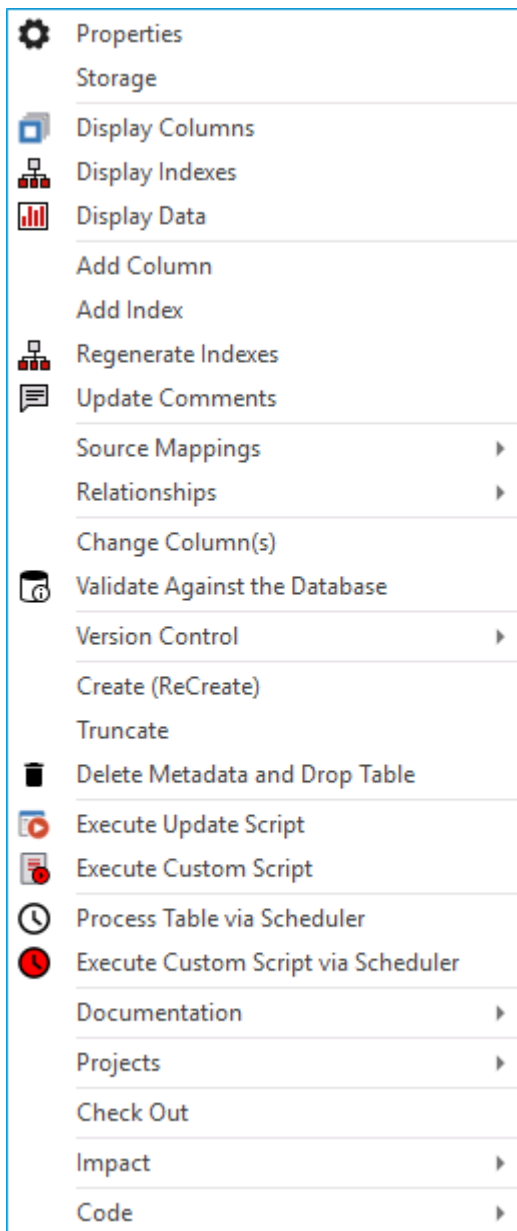 Properties
Storage
Display Columns
Display Indexes
Display Data
Add Column
Add Index
Regenerate Indexes
Update Comments
Source Mappings
Relationships
Change Column(s)
Validate Against the Database
Version Control
Create (ReCreate)
Truncate
Delete Metadata and Drop Table
Execute Update Script
Execute Custom Script
Process Table via Scheduler
Execute Custom Script via Scheduler
Documentation
Projects
Check Out
Impact
Code